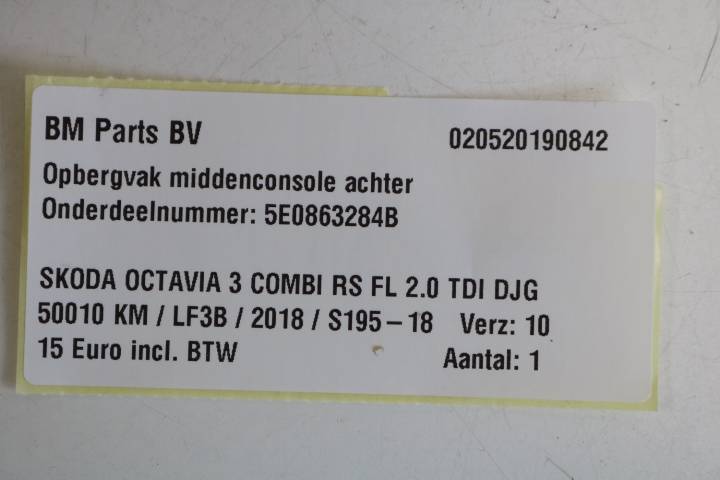 BM Parts BV 020520190842
Opbergvak middenconsole achter
Onderdeelnummer: 5E0863284B
SKODA OCTAVIA 3 COMBI RS FL 2.0 TDI DJG
50010 KM / LF3B / 2018 / S195-18 Verz: 10
15 Euro incl. BTW Aantal: 1